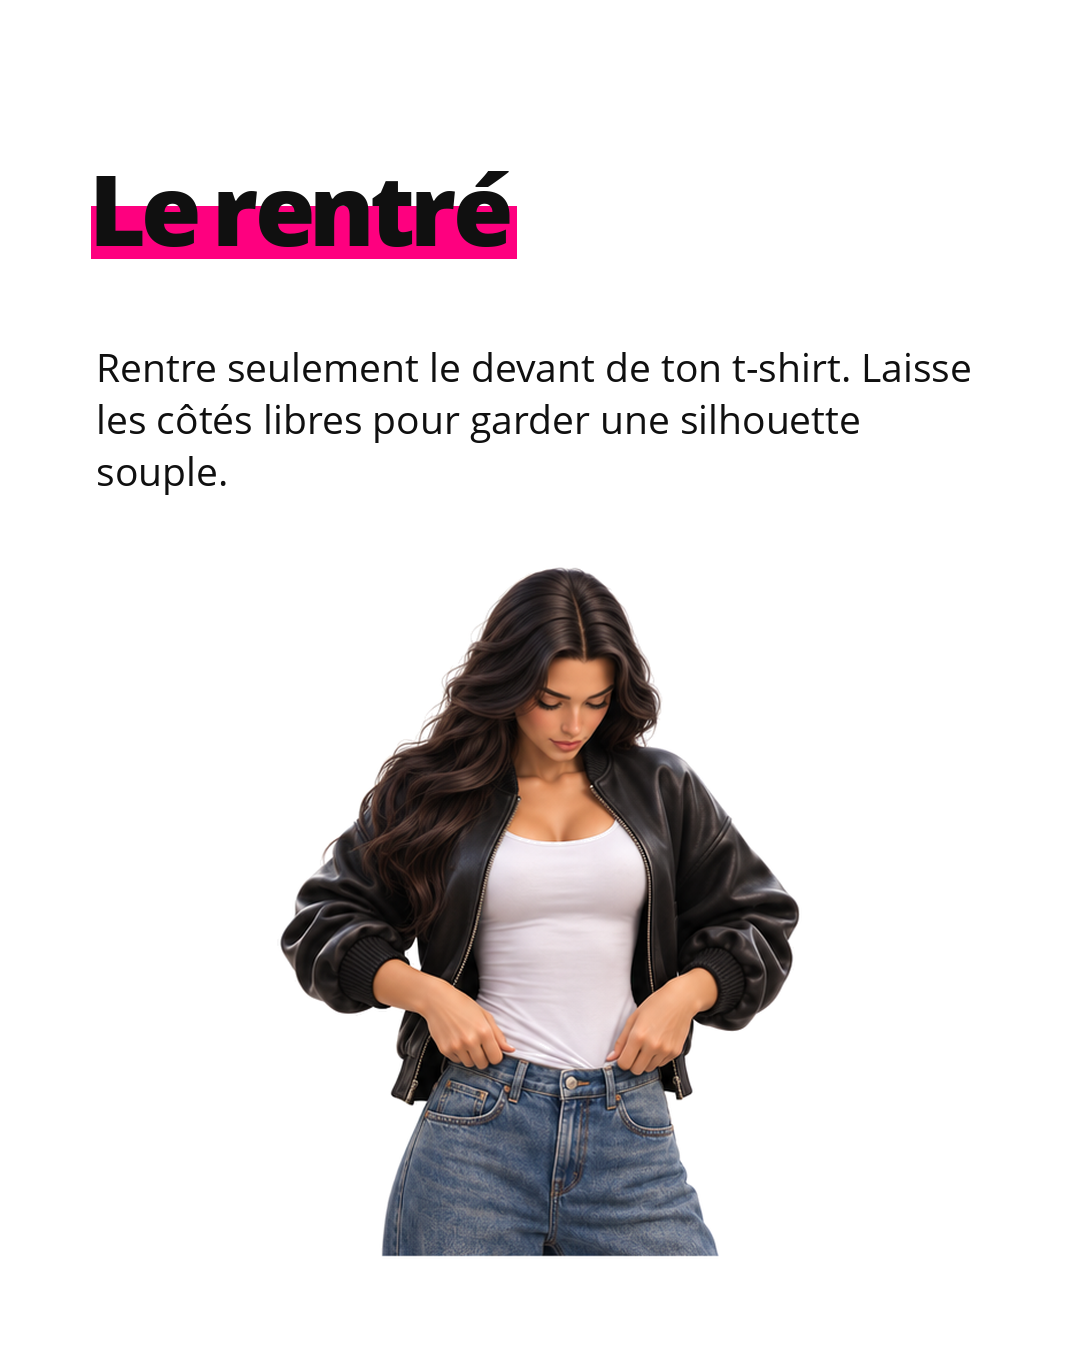 Le rentré
Rentre seulement le devant de ton t-shirt. Laisse
les côtés libres pour garder une silhouette
souple.